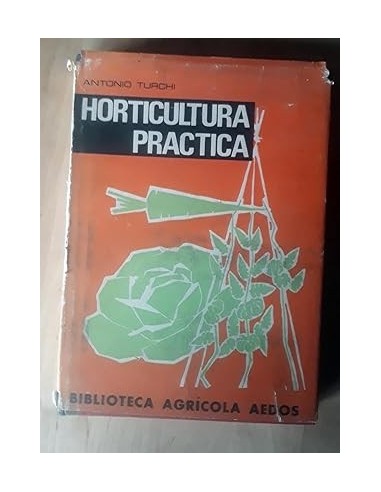 ANTONIO TURCHI
HORTICULTURA
PRACTICA
BIBLIOTECA AGRICOLA AEDOS